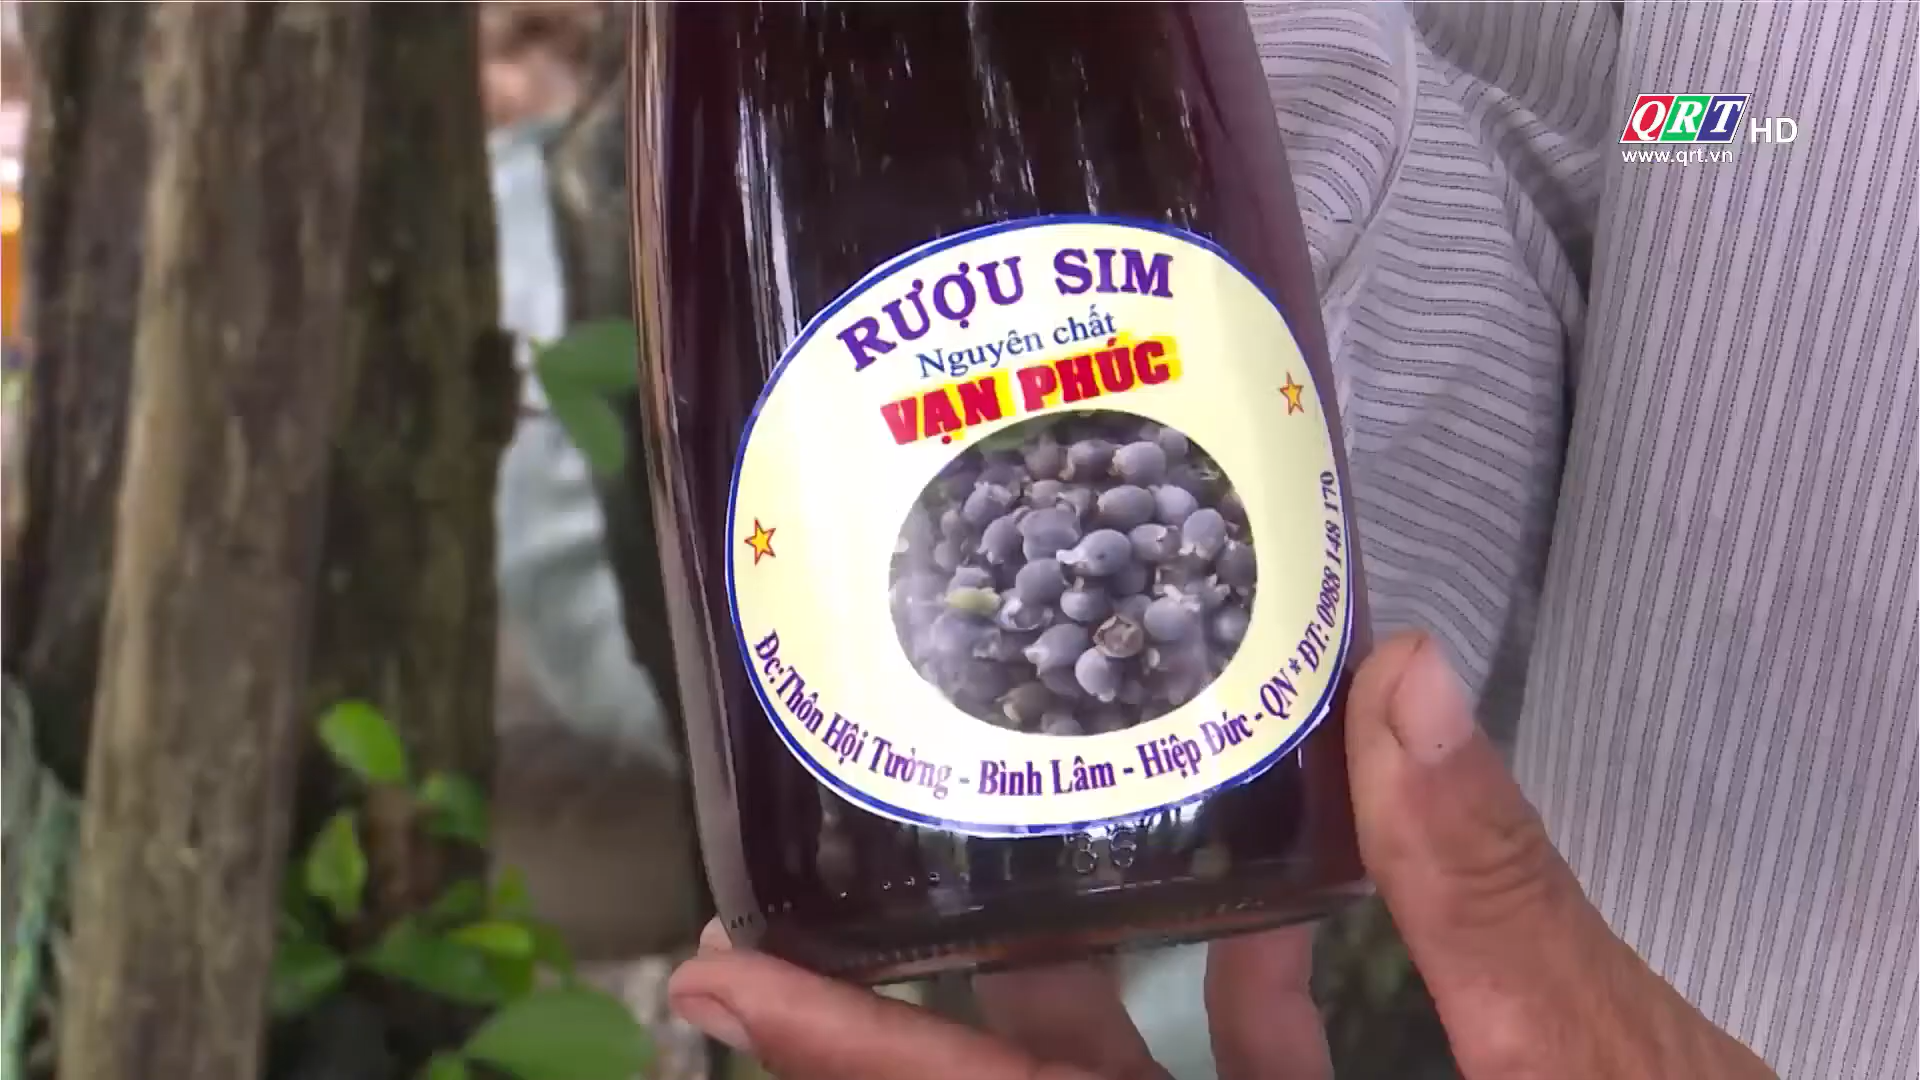 QRT HD
www.qrt.vn
RƯỢU SIM
Nguyên chất
VẠN PHÚC
Đc:Thôn Hội Tường - Bình Lâm - Hiệp Đức - QN * ĐT: 0988 148 170